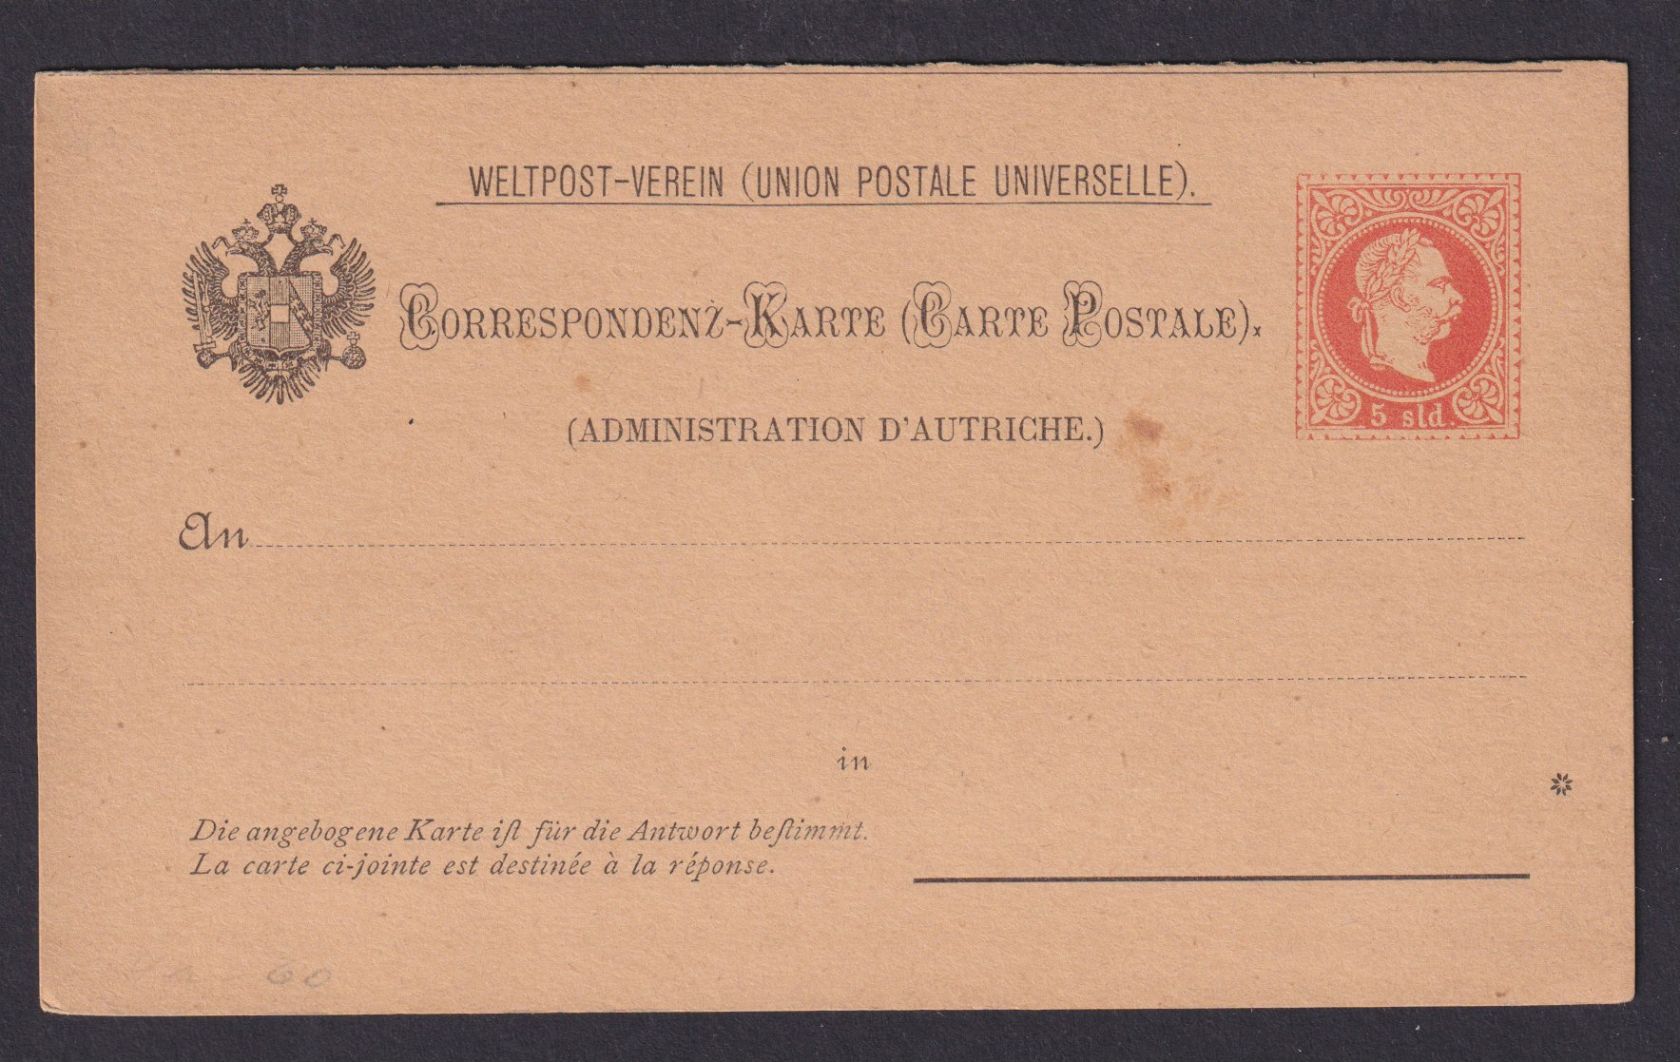 WELTPOST-VEREIN (UNION POSTALE UNIVERSELLE).
CORRESPONDENZ-KARTE (CARTE POSTALE).
(ADMINISTRATION D'AUTRICHE.)
5 sld.
An
in
Die angebogene Karte iſt für die Antwort beſtimmt.
La carte ci-jointe est destinée à la réponse.
60